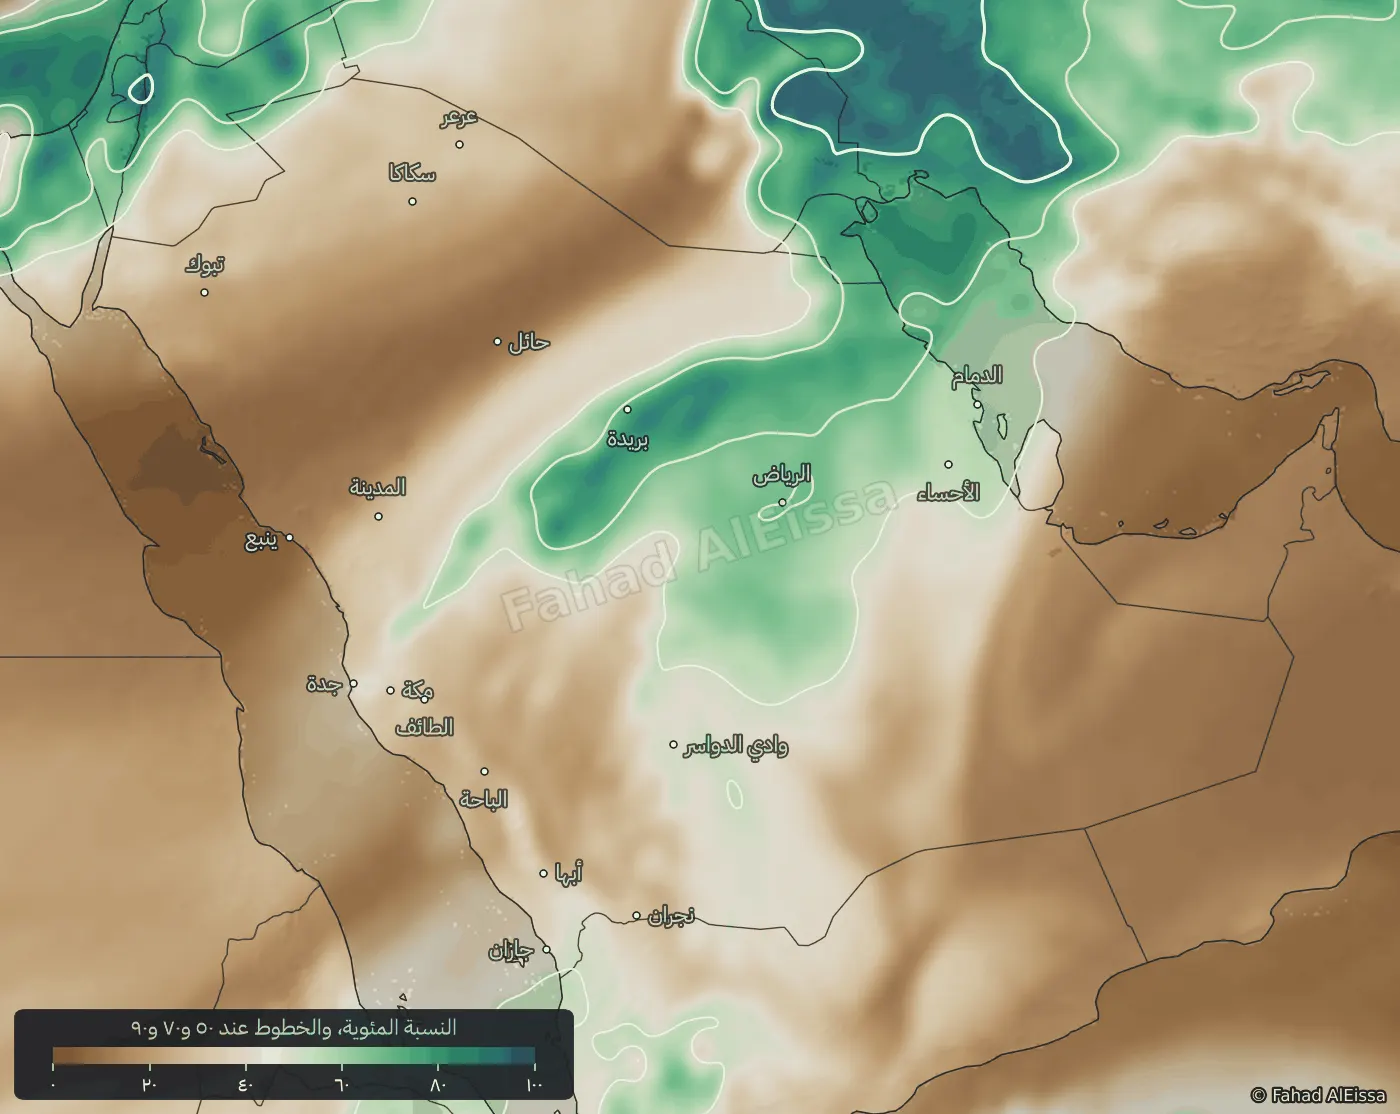 عرعر
سكاكا
تبوك
حائل
الدمام
بريدة
الرياض
الأحساء
المدينة
ينبع
Fahad AlEissa
جدة
مكة
الطائف
وادي الدواسر
الباحة
أبها
نجران
جازان
النسبة المئوية، والخطوط عند ٥٠ و٧٠ و٩٠
٠ ٢٠ ٤٠ ٦٠ ٨٠ ١٠٠
© Fahad AlEissa